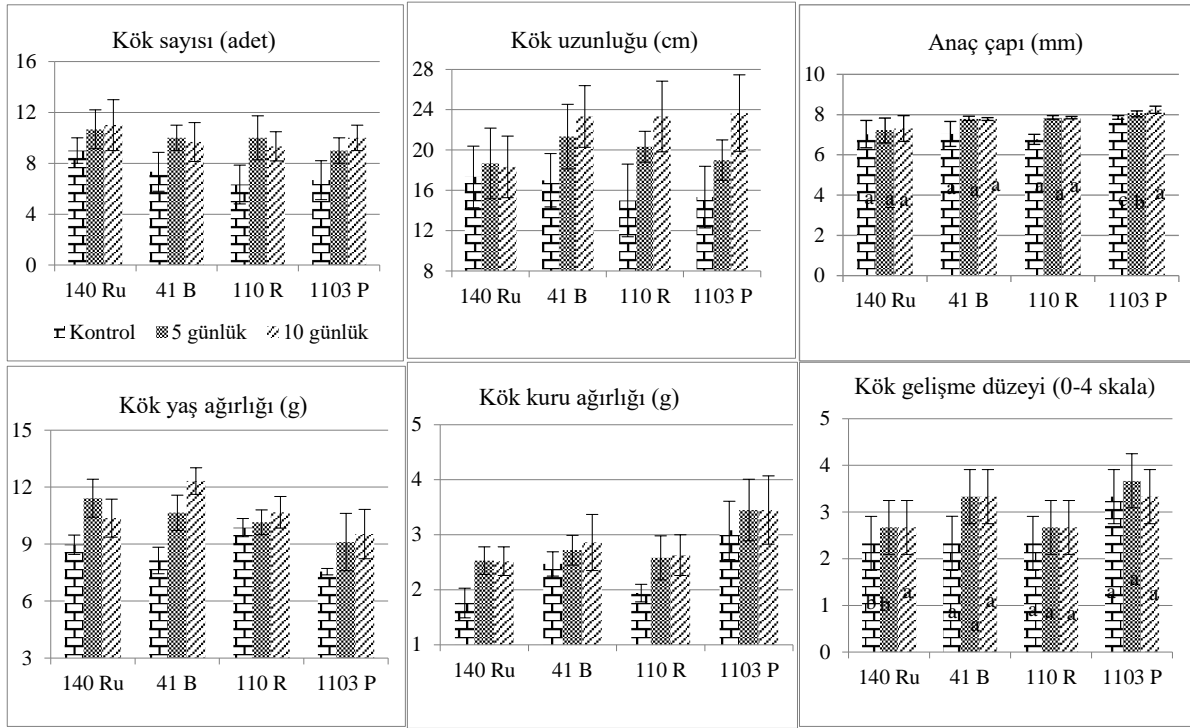 Kök sayısı (adet)
16
12
8
4
0
140 Ru 41 B 110 R 1103 P
Kontrol 5 günlük 10 günlük
Kök uzunluğu (cm)
28
24
20
16
12
8
140 Ru 41 B 110 R 1103 P
Anaç çapı (mm)
10
8
6
4
2
0
a a a a a a a a a c b a
140 Ru 41 B 110 R 1103 P
Kök yaş ağırlığı (g)
15
12
9
6
3
140 Ru 41 B 110 R 1103 P
Kök kuru ağırlığı (g)
5
4
3
2
1
140 Ru 41 B 110 R 1103 P
Kök gelişme düzeyi (0-4 skala)
5
4
3
2
1
0
b b a a a a a a a a a a
140 Ru 41 B 110 R 1103 P